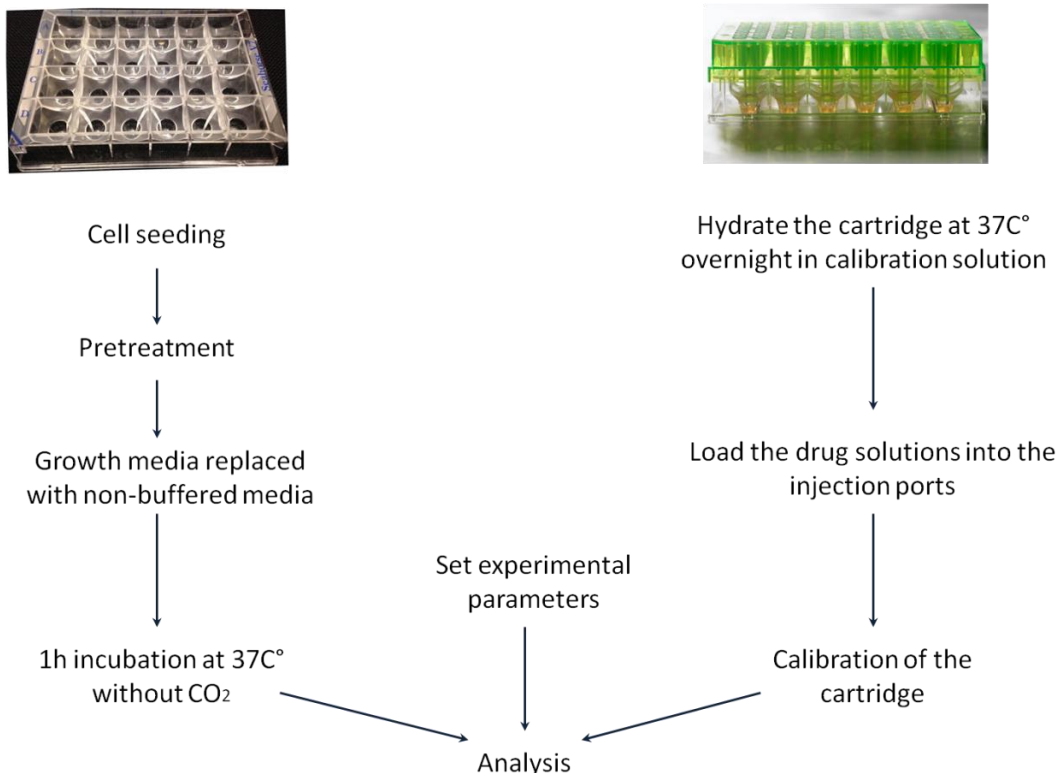 Cell seeding
Pretreatment
Growth media replaced
with non-buffered media
1h incubation at 37C°
without CO2
Set experimental
parameters
Hydrate the cartridge at 37C°
overnight in calibration solution
Load the drug solutions into the
injection ports
Calibration of the
cartridge
Analysis